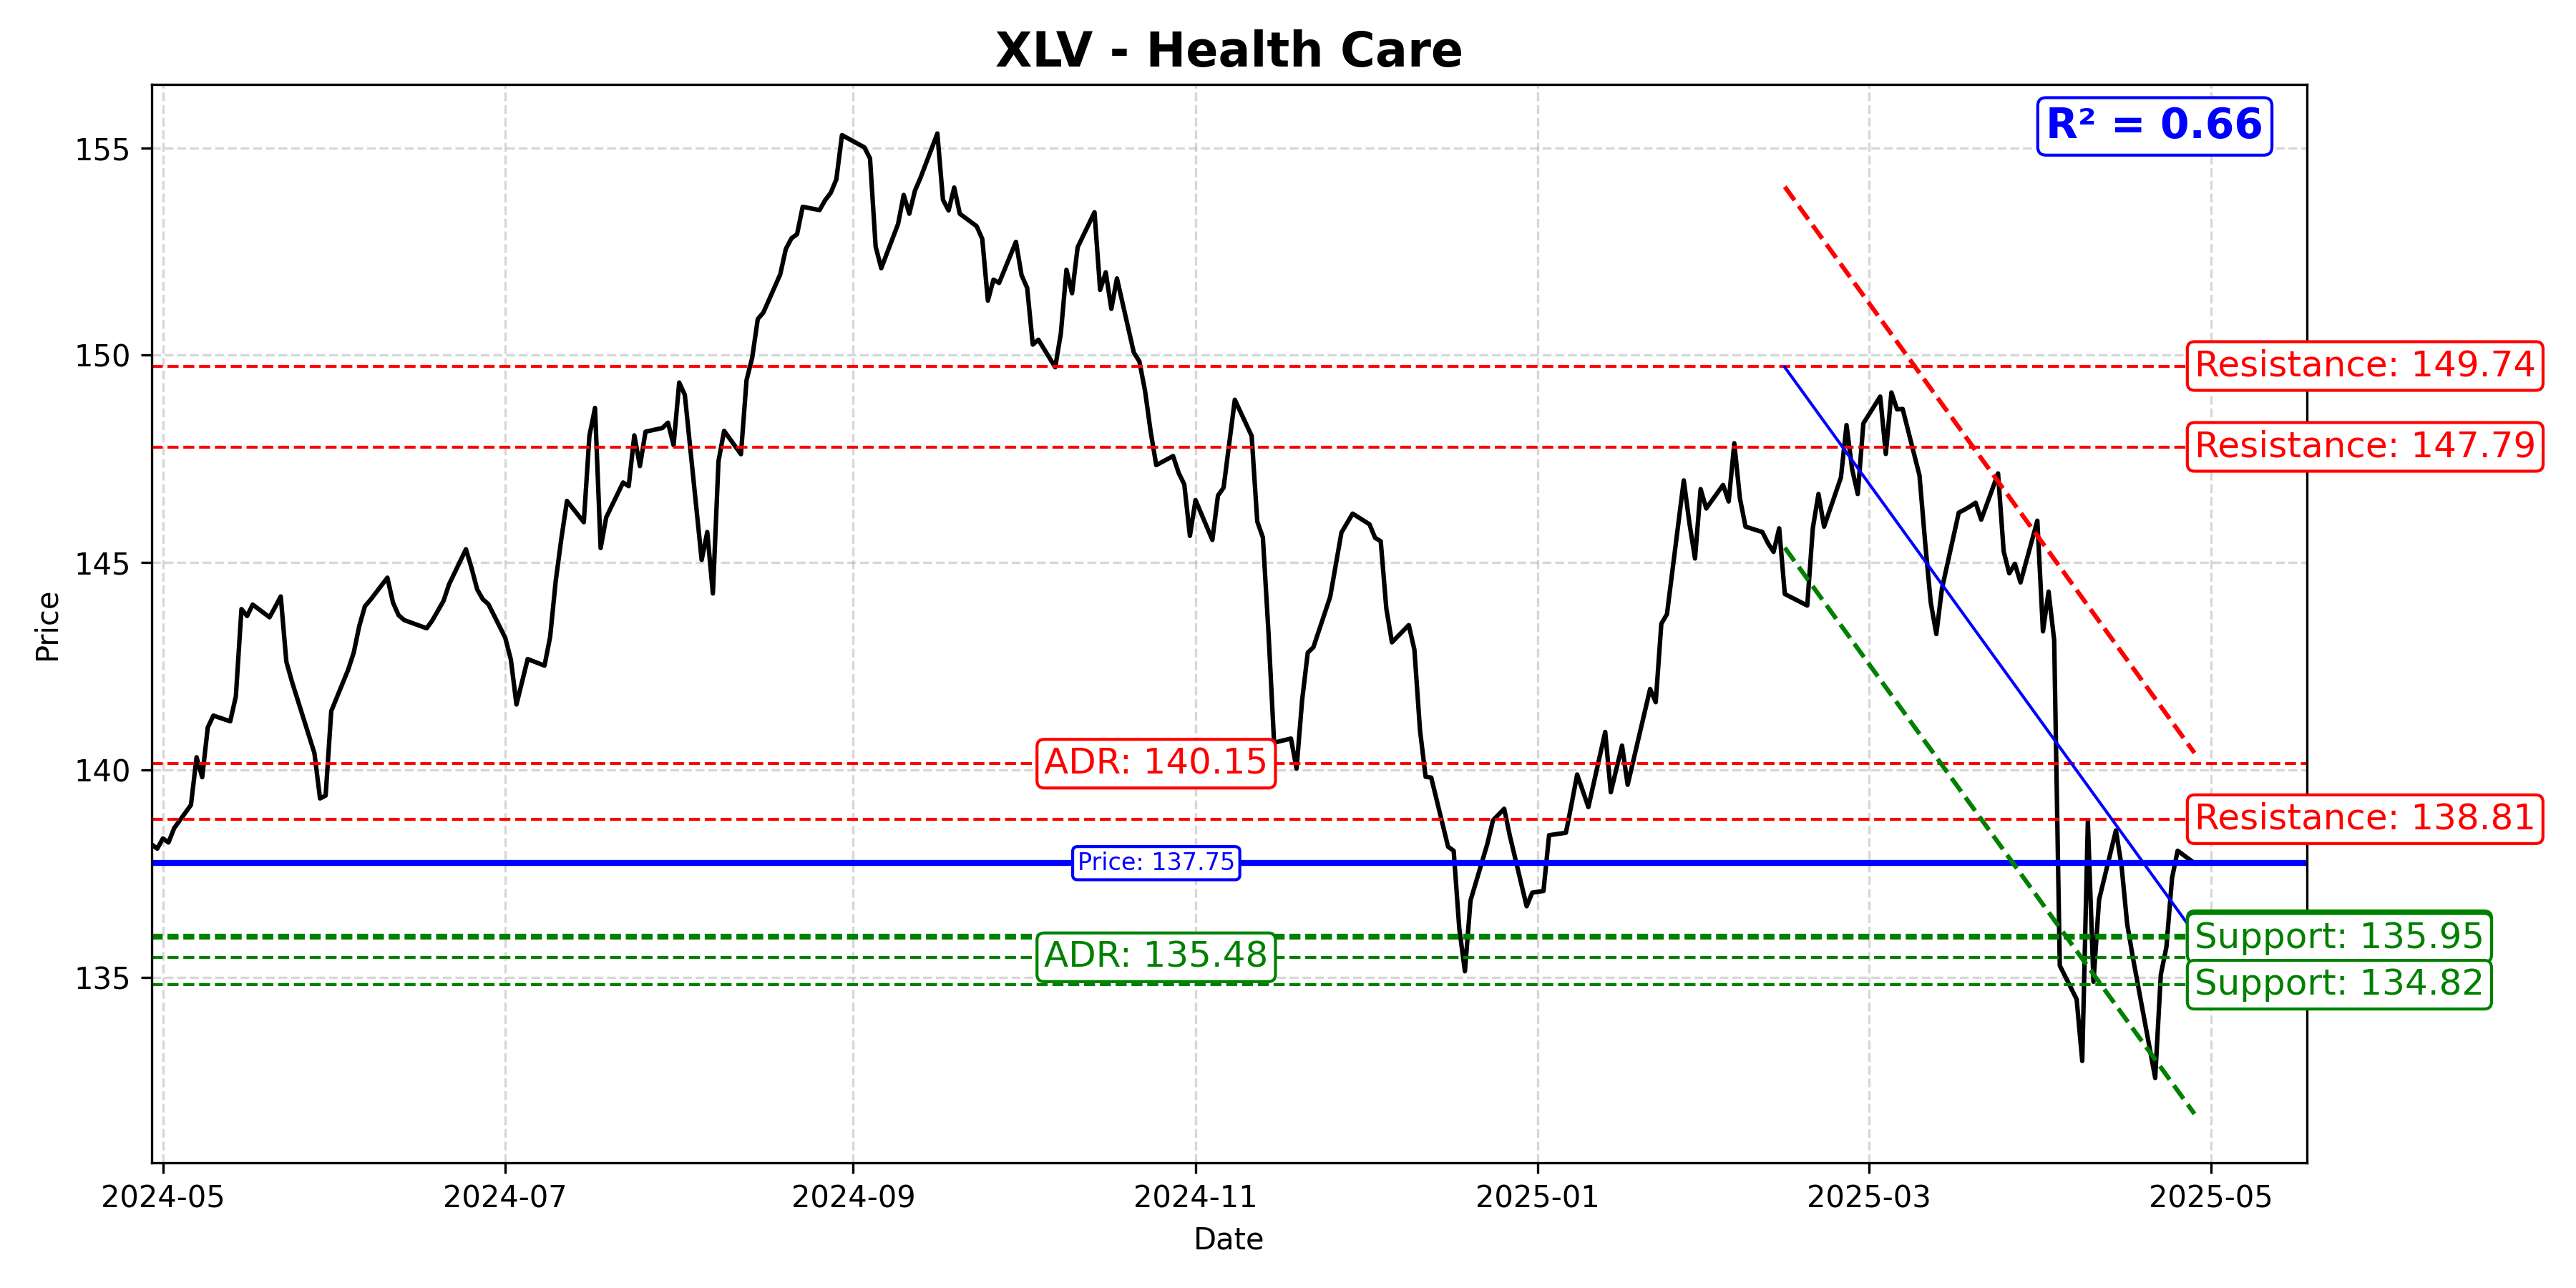 XLV - Health Care
R² = 0.66
155
150
145
140
135
Price
Resistance: 149.74
Resistance: 147.79
ADR: 140.15
Resistance: 138.81
Price: 137.75
Support: 135.95
ADR: 135.48
Support: 134.82
2024-05
2024-07
2024-09
2024-11
2025-01
2025-03
2025-05
Date